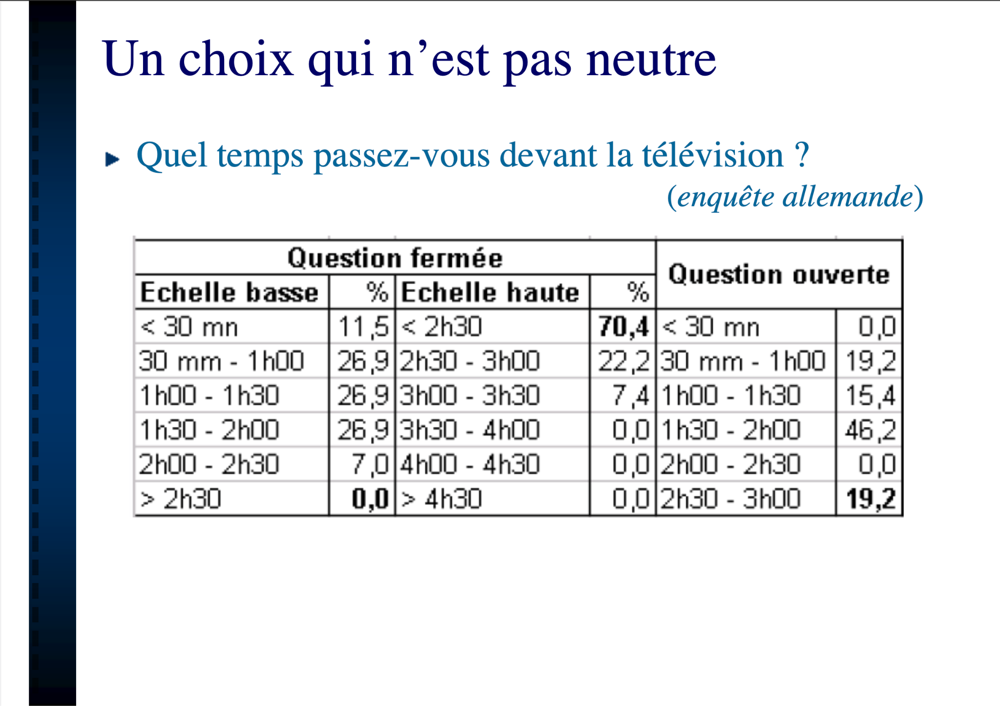 Un choix qui n’est pas neutre
Quel temps passez-vous devant la télévision ?
(enquête allemande)
Question fermée
Question ouverte
Echelle basse % Echelle haute %
< 30 mn 11,5 < 2h30 70,4 < 30 mn 0,0
30 mm - 1h00 26,9 2h30 - 3h00 22,2 30 mm - 1h00 19,2
1h00 - 1h30 26,9 3h00 - 3h30 7,4 1h00 - 1h30 15,4
1h30 - 2h00 26,9 3h30 - 4h00 0,0 1h30 - 2h00 46,2
2h00 - 2h30 7,0 4h00 - 4h30 0,0 2h00 - 2h30 0,0
> 2h30 0,0 > 4h30 0,0 2h30 - 3h00 19,2